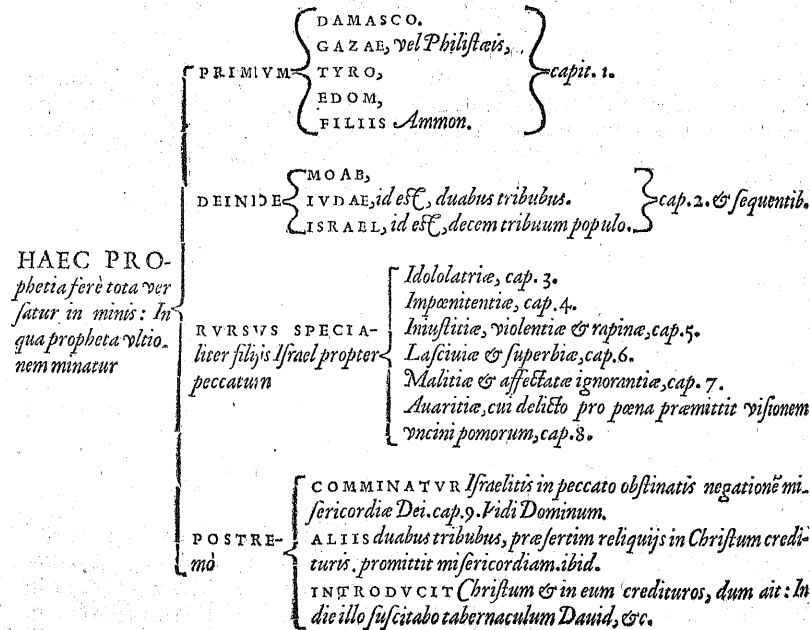 HAEC PRO-
phetia ferè tota ver
ſatur in minis: In
qua propheta vltio-
nem minatur
PRIMVM
DAMASCO.
GAZAE, vel Philiſtæis,
TYRO,
EDOM,
FILIIS Ammon.
capit. 1.
DEINDE
MOAB,
IVDAE, id eſt, duabus tribubus.
ISRAEL, id eſt, decem tribuum populo.
cap. 2. & ſequentib.
RVRSVS SPECIA-
liter filijs Iſrael propter
peccatum
Idololatriæ, cap. 3.
Impœnitentiæ, cap. 4.
Iniuſtitiæ, violentiæ & rapinæ, cap. 5.
Laſciuiæ & ſuperbiæ, cap. 6.
Malitiæ & affectatæ ignorantiæ, cap. 7.
Auaritiæ, cui delicto pro pœna præmittit viſionem
vncini pomorum, cap. 8.
POSTRE-
mò
COMMINATVR Iſraelitis in peccato obſtinatis negationẽ mi-
ſericordiæ Dei. cap. 9. Vidi Dominum.
ALIIS duabus tribubus, præſertim reliquijs in Chriſtum credi-
turis. promittit miſericordiam. ibid.
INTRODVCIT Chriſtum & in eum credituros, dum ait: In
die illo ſuſcitabo tabernaculum Dauid, &c.